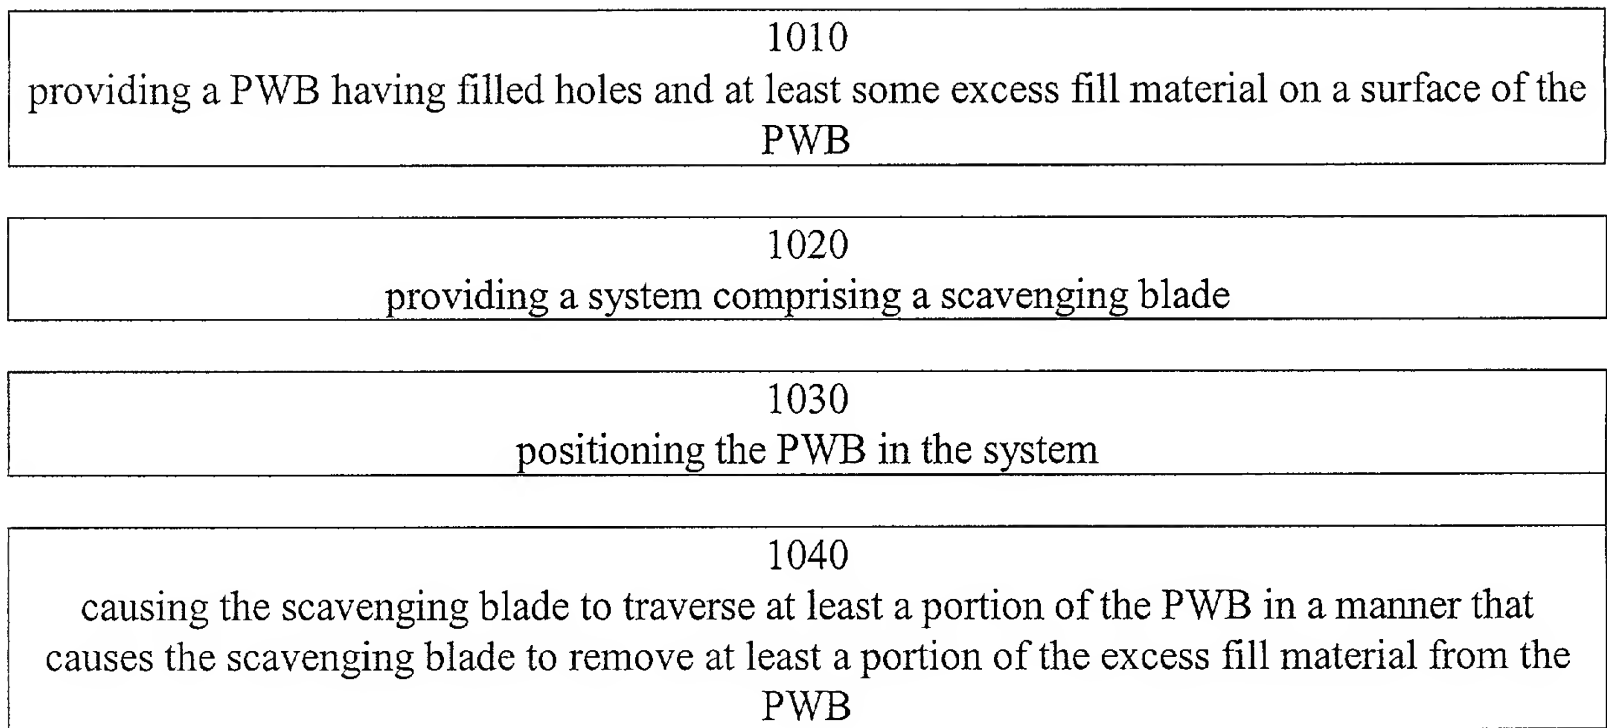 1010
providing a PWB having filled holes and at least some excess fill material on a surface of the
PWB
1020
providing a system comprising a scavenging blade
1030
positioning the PWB in the system
1040
causing the scavenging blade to traverse at least a portion of the PWB in a manner that
causes the scavenging blade to remove at least a portion of the excess fill material from the
PWB